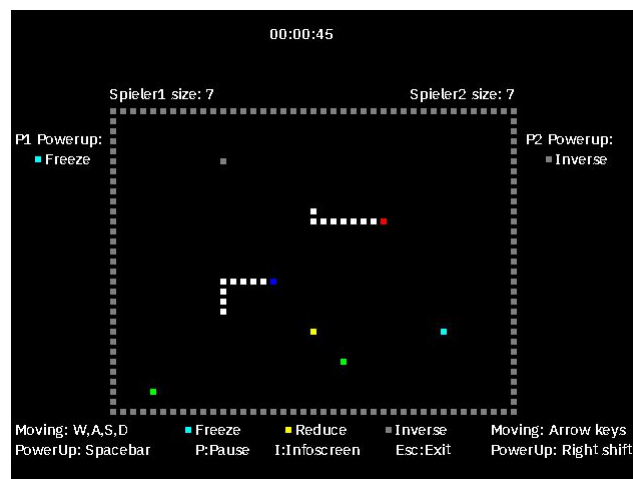 00:00:45
Spieler1 size: 7 Spieler2 size: 7
P1 Powerup: P2 Powerup:
Freeze Inverse
Moving: W,A,S,D Freeze Reduce Inverse Moving: Arrow keys
PowerUp: Spacebar P:Pause I:Infoscreen Esc:Exit PowerUp: Right shift